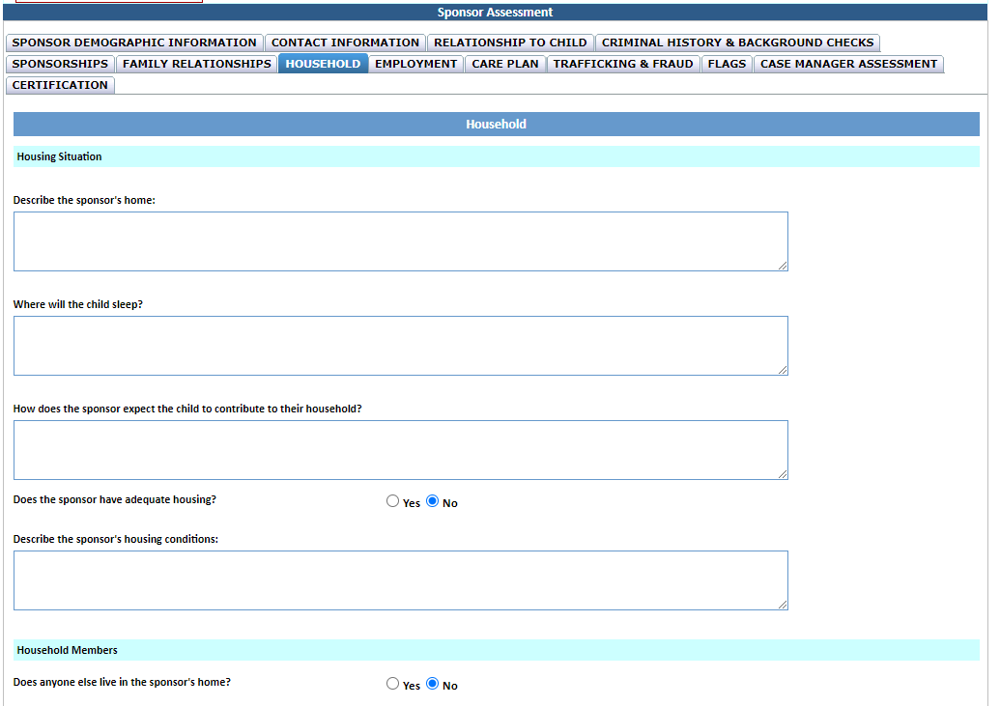 Sponsor Assessment
SPONSOR DEMOGRAPHIC INFORMATION CONTACT INFORMATION RELATIONSHIP TO CHILD CRIMINAL HISTORY & BACKGROUND CHECKS
SPONSORSHIPS FAMILY RELATIONSHIPS HOUSEHOLD EMPLOYMENT CARE PLAN TRAFFICKING & FRAUD FLAGS CASE MANAGER ASSESSMENT
CERTIFICATION
Household
Housing Situation
Describe the sponsor's home:
Where will the child sleep?
How does the sponsor expect the child to contribute to their household?
Does the sponsor have adequate housing? Yes No
Describe the sponsor's housing conditions:
Household Members
Does anyone else live in the sponsor's home? Yes No